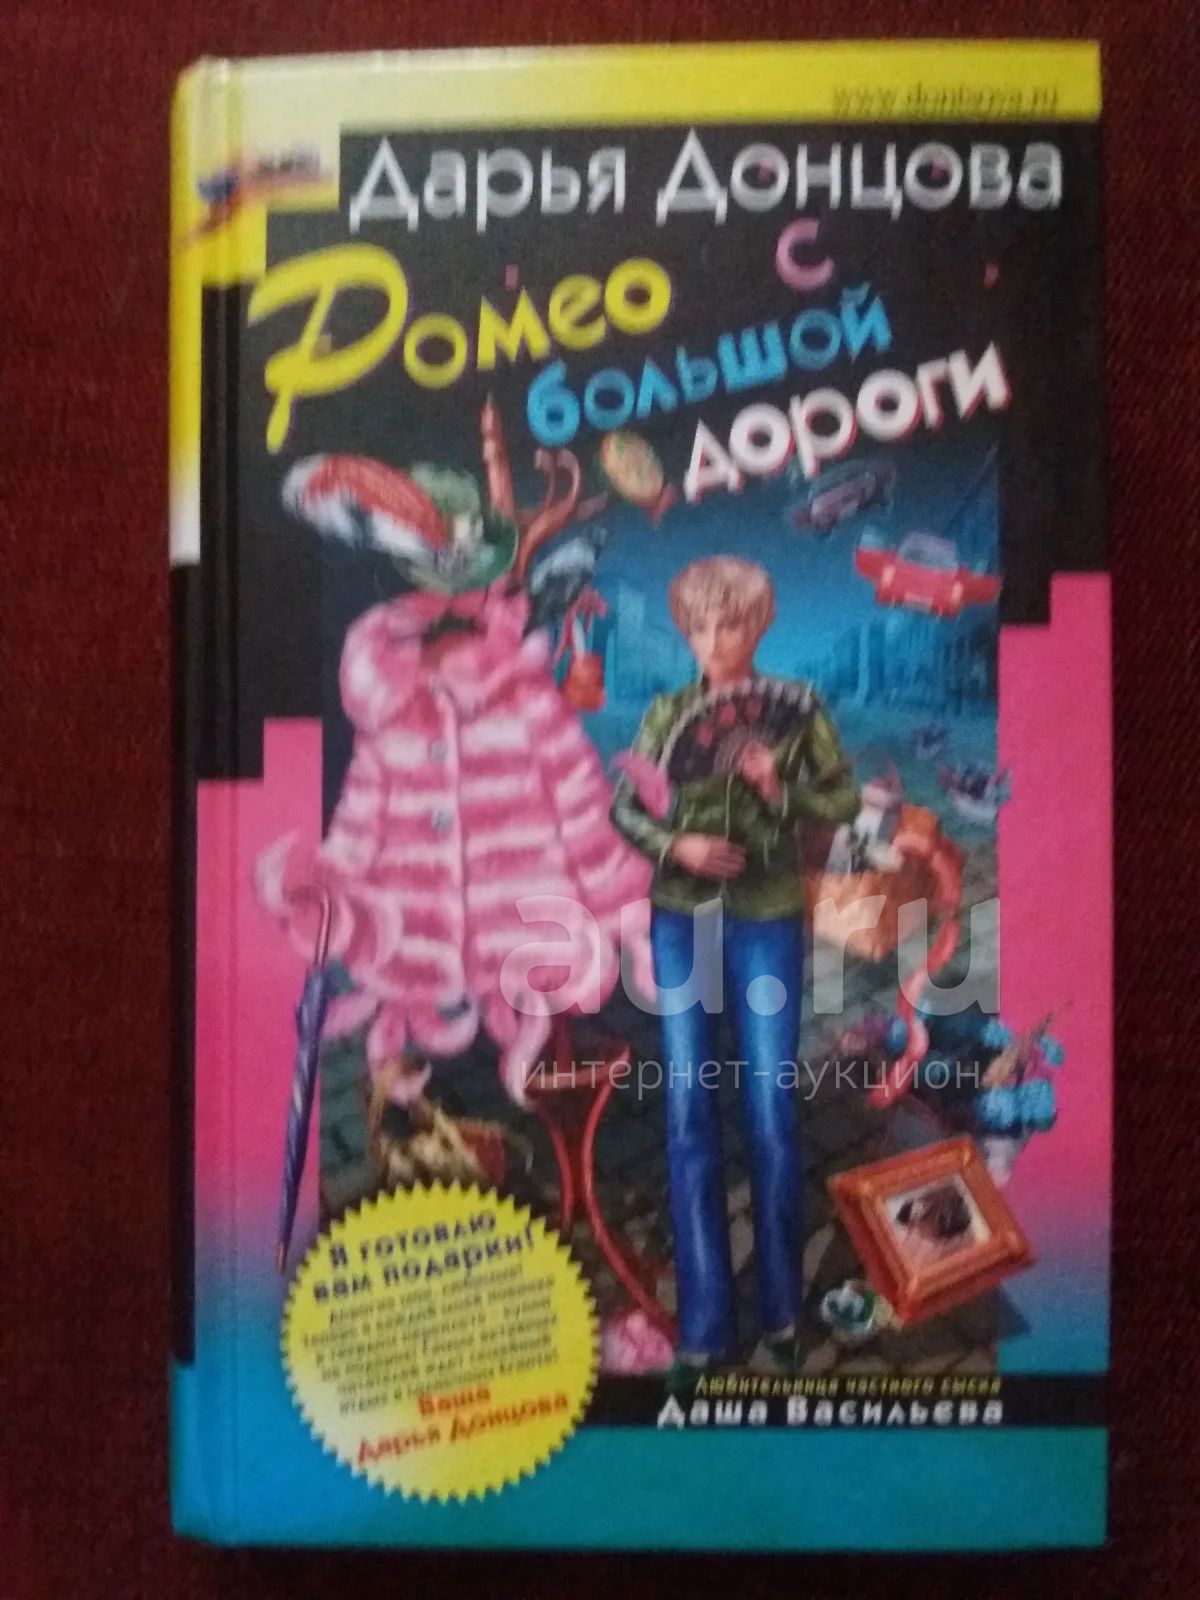 www.dontsova.ru
Дарья Донцова
Ромео с
большой
дороги
au.ru
интернет-аукцион
Я готовлю
вам подарки!
Ваша
Дарья Донцова
Любительница частного сыска
Даша Васильева